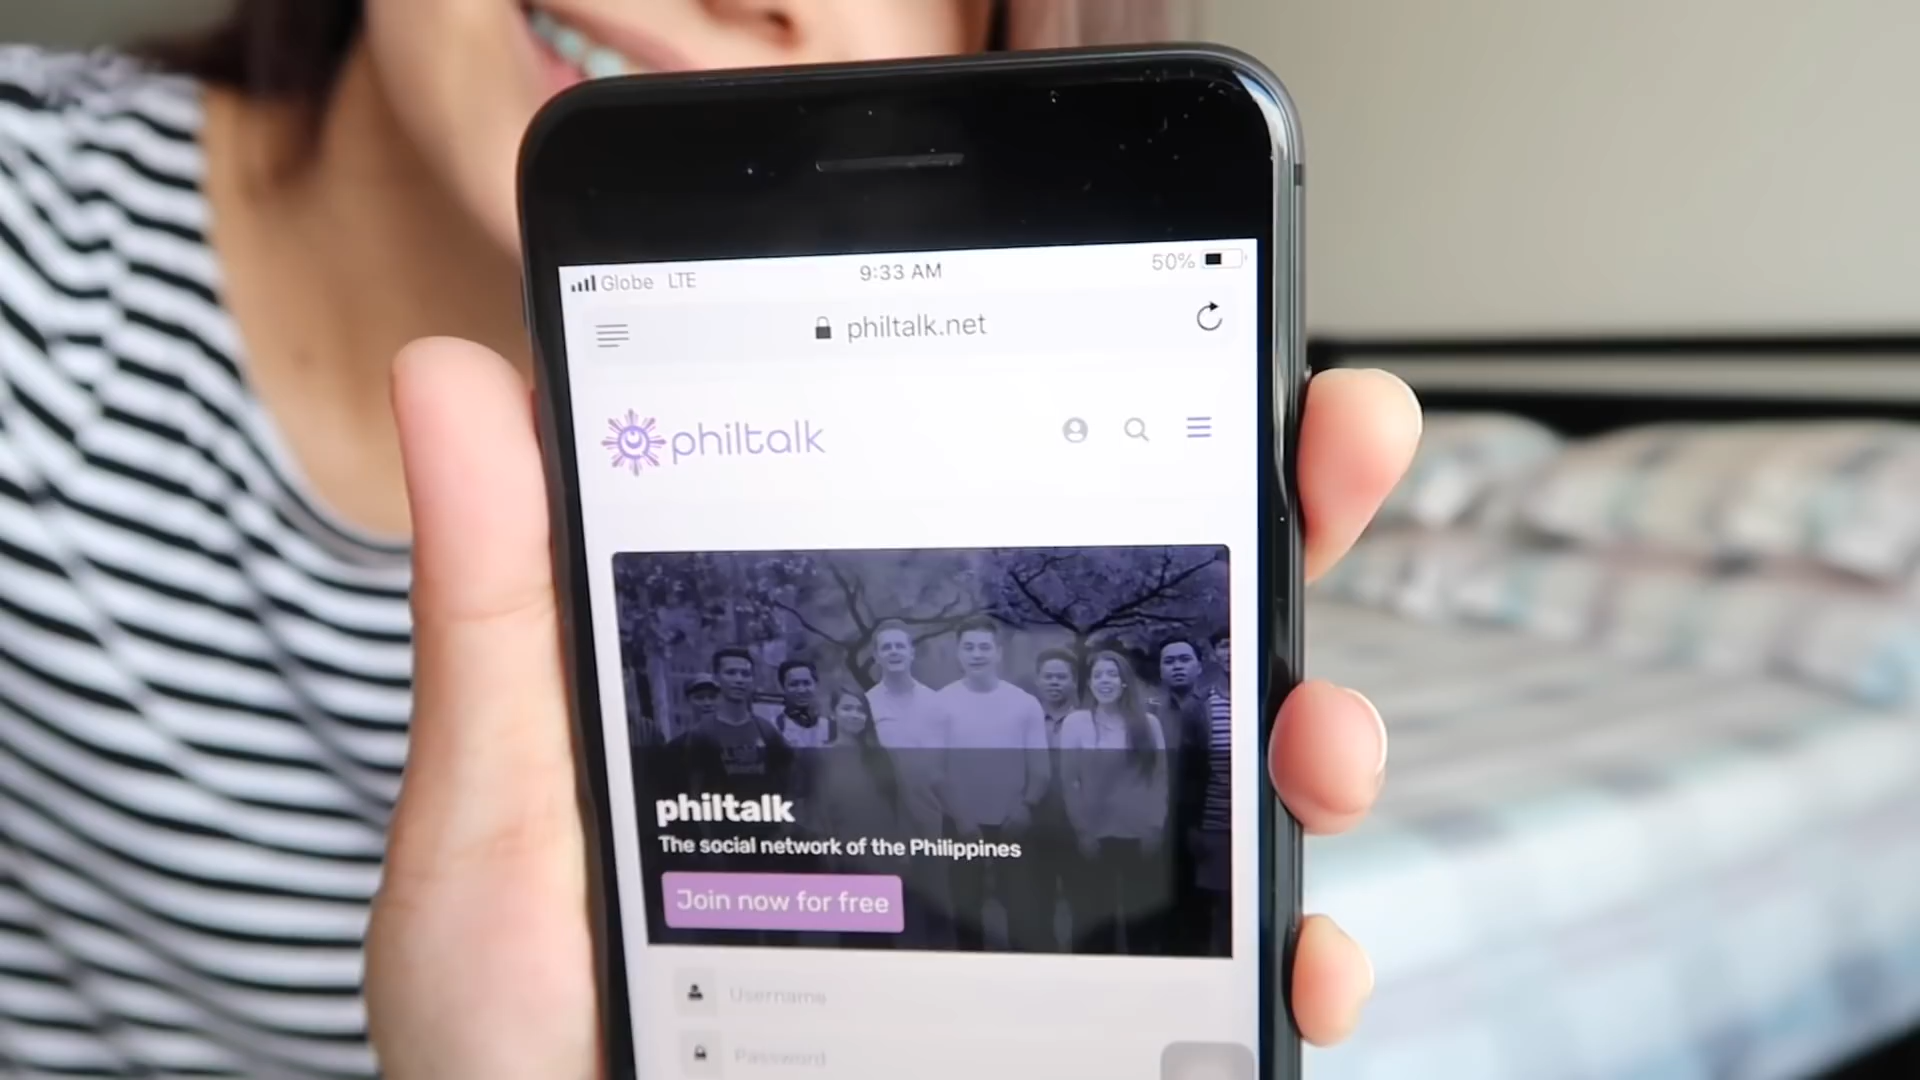 Globe LTE 9:33 AM 50%
philtalk.net
philtalk
philtalk
The social network of the Philippines
Join now for free
Username
Password